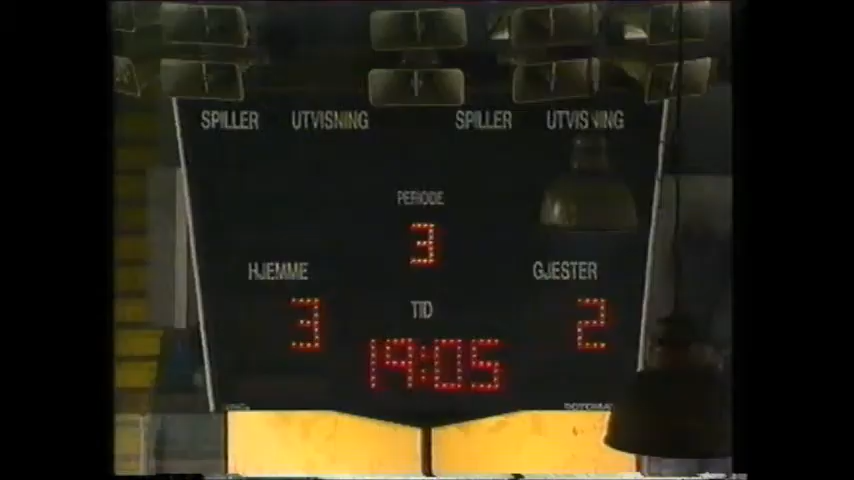 SPILLER UTVISNING SPILLER UTVISNING
PERIODE
3
HJEMME GJESTER
3 TID 2
19:05